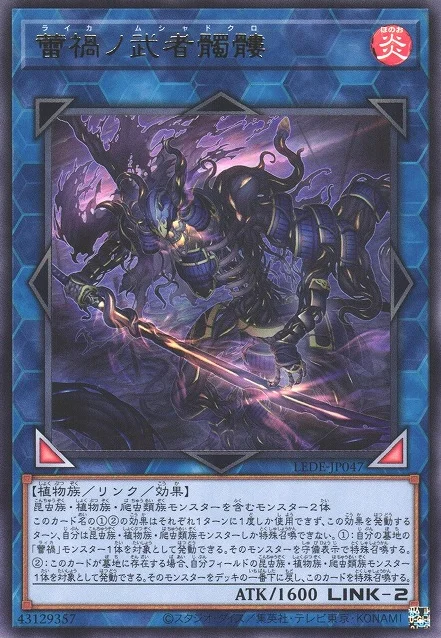 ライカ ムシャドクロ
蕾禍ノ武者髑髏
ほのお
炎
LEDE-JP047
【植物族／リンク／効果】
昆虫族・植物族・爬虫類族モンスターを含むモンスター２体
このカード名の①②の効果はそれぞれ１ターンに１度しか使用できず、この効果を発動する
ターン、自分は昆虫族・植物族・爬虫類族モンスターしか特殊召喚できない。①：自分の墓地の
「蕾禍」モンスター１体を対象として発動できる。そのモンスターを守備表示で特殊召喚する。
②：このカードが墓地に存在する場合、自分フィールドの昆虫族・植物族・爬虫類族モンスター
１体を対象として発動できる。そのモンスターをデッキの一番下に戻し、このカードを特殊召喚する。
ATK/1600 LINK-2
43129357
©スタジオ・ダイス／集英社・テレビ東京・KONAMI